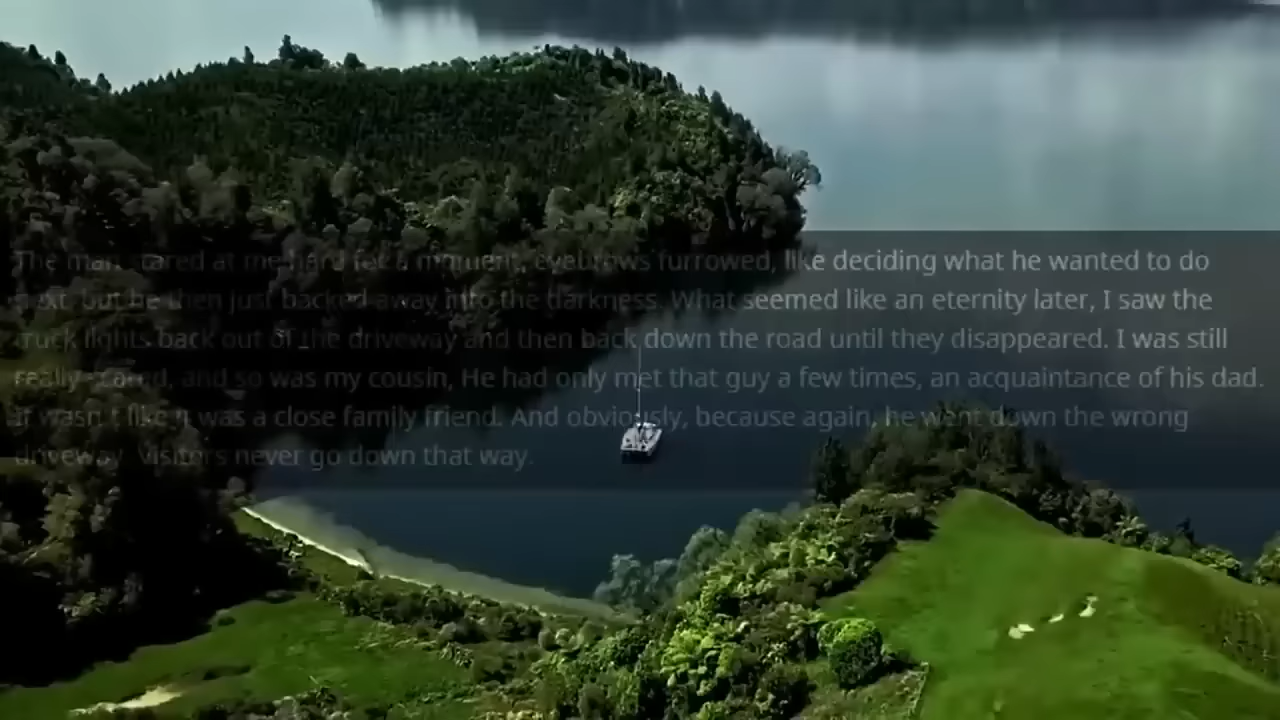 The man stared at me hard for a moment, eyebrows furrowed, like deciding what he wanted to do
next, but he then just backed away into the darkness. What seemed like an eternity later, I saw the
truck lights back out of the driveway and then back down the road until they disappeared. I was still
really scared, and so was my cousin, He had only met that guy a few times, an acquaintance of his dad.
It wasn't like it was a close family friend. And obviously, because again, he went down the wrong
driveway. Visitors never go down that way.